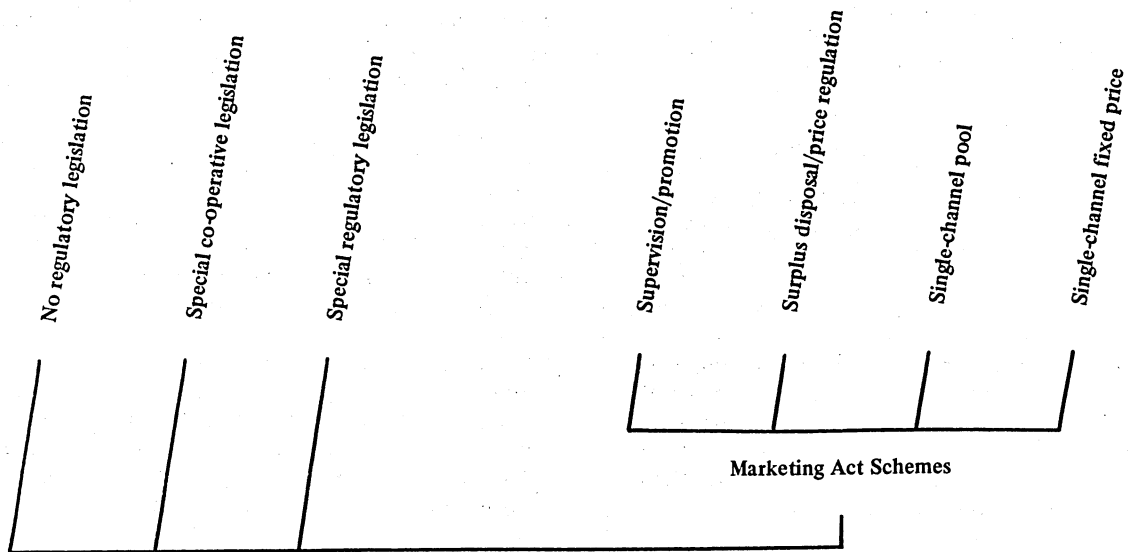 No regulatory legislation
Special co-operative legislation
Special regulatory legislation
Supervision/promotion
Surplus disposal/price regulation
Single-channel pool
Single-channel fixed price
Marketing Act Schemes